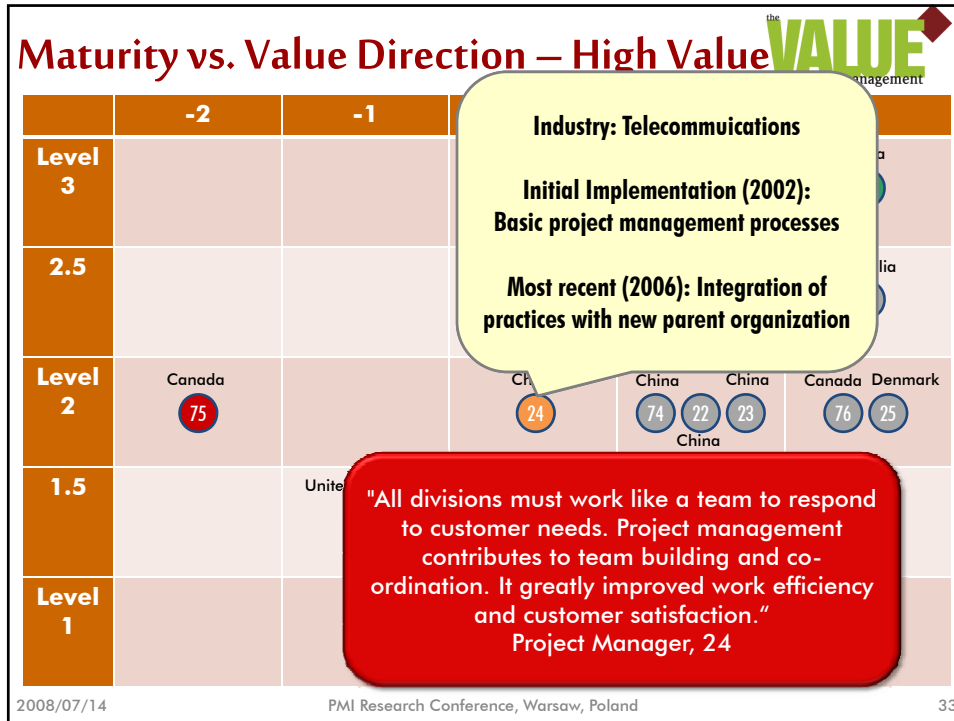 Maturity vs. Value Direction – High Value
the
VALUE
-2 -1
Industry: Telecommuications
Initial Implementation (2002):
Basic project management processes
Most recent (2006): Integration of
practices with new parent organization
Level
3
2.5
Level
2
Canada China China Canada Denmark
75 24 74 22 23 76 25
China
1.5
"All divisions must work like a team to respond
to customer needs. Project management
contributes to team building and co-
ordination. It greatly improved work efficiency
and customer satisfaction.“
Project Manager, 24
Level
1
2008/07/14 PMI Research Conference, Warsaw, Poland 33